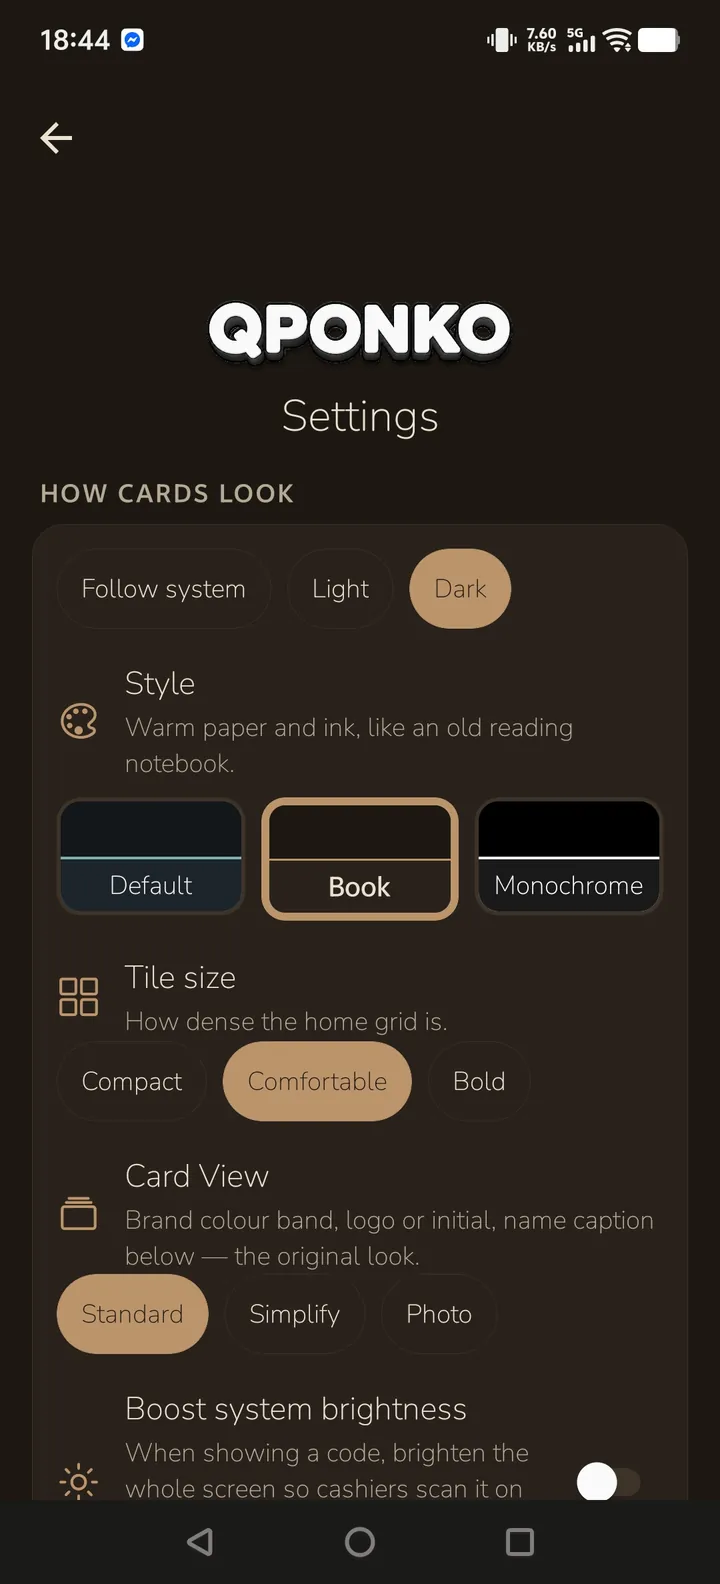 18:44
7.60
KB/s
5G
QPONKO
Settings
HOW CARDS LOOK
Follow system
Light
Dark
Style
Warm paper and ink, like an old reading
notebook.
Default
Book
Monochrome
Tile size
How dense the home grid is.
Compact
Comfortable
Bold
Card View
Brand colour band, logo or initial, name caption
below — the original look.
Standard
Simplify
Photo
Boost system brightness
When showing a code, brighten the
whole screen so cashiers scan it on